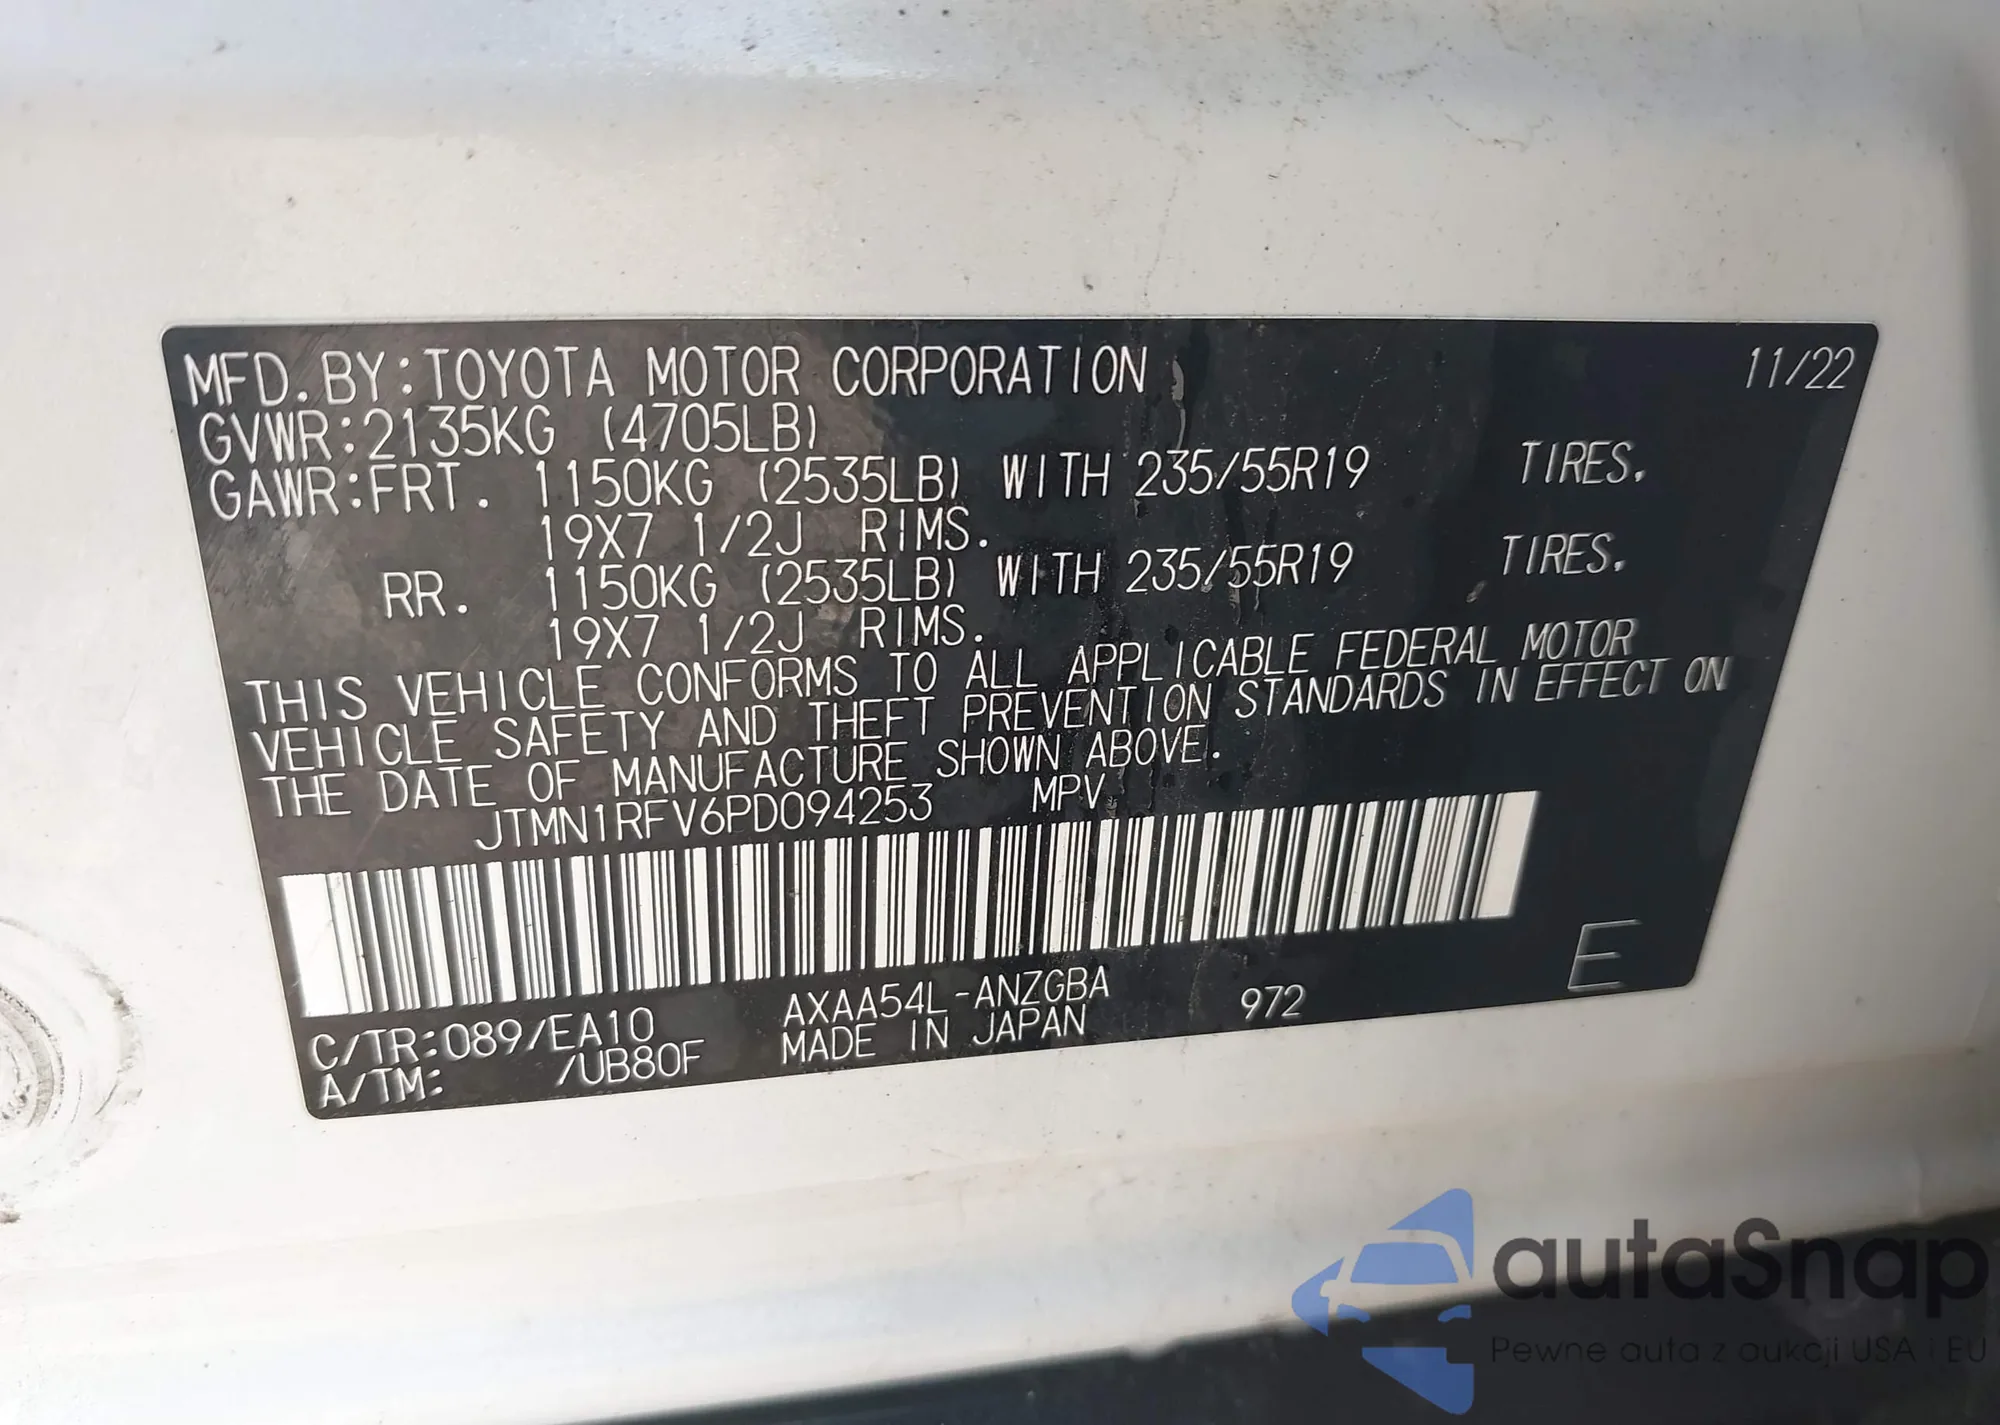 MFD. BY:TOYOTA MOTOR CORPORATION 11/22
GVWR:2135KG (4705LB)
GAWR:FRT. 1150KG (2535LB) WITH 235/55R19 TIRES,
19X7 1/2J RIMS.
RR. 1150KG (2535LB) WITH 235/55R19 TIRES,
19X7 1/2J RIMS.
THIS VEHICLE CONFORMS TO ALL APPLICABLE FEDERAL MOTOR
VEHICLE SAFETY AND THEFT PREVENTION STANDARDS IN EFFECT ON
THE DATE OF MANUFACTURE SHOWN ABOVE.
JTMN1RFV6PD094253 MPV
E
C/TR:089/EA10 AXAA54L-ANZGBA 972
A/TM: /UB80F MADE IN JAPAN
autaSnap
Pewne auta z aukcji USA i EU